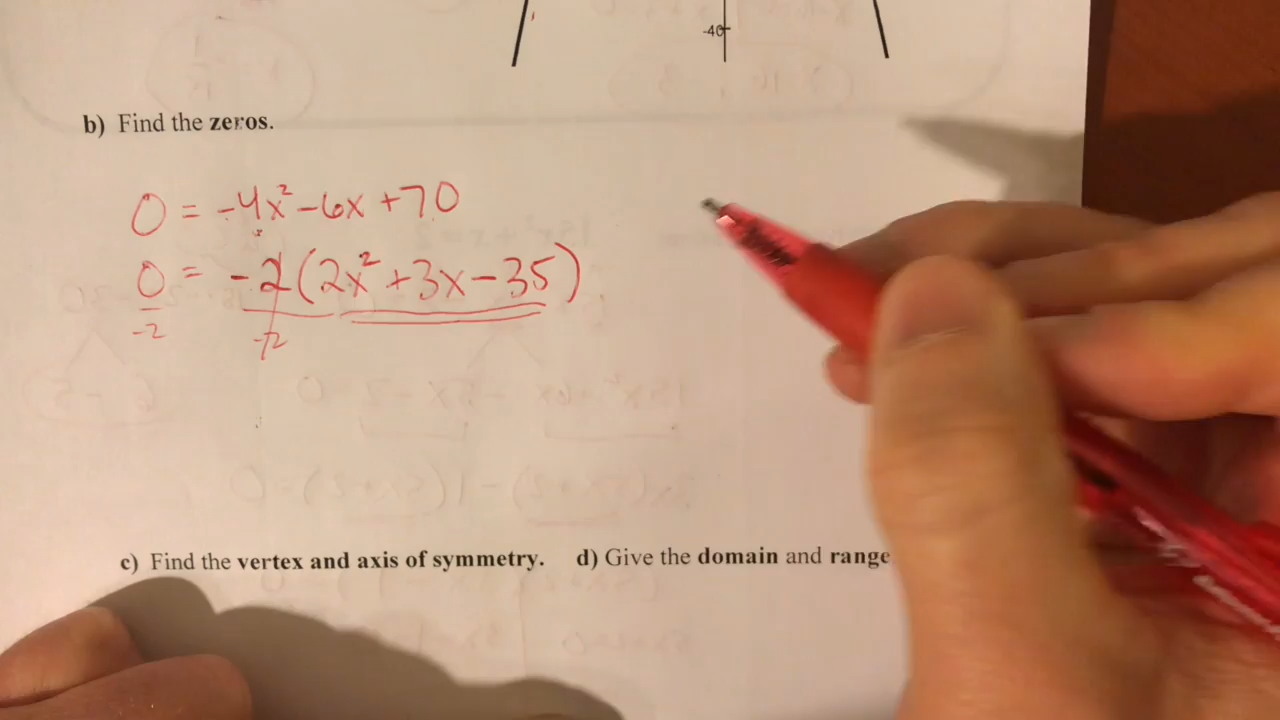 -40
b) Find the zeros.
0 = -4x² - 6x + 70
0 = -2(2x² + 3x - 35)
-2 -2
c) Find the vertex and axis of symmetry. d) Give the domain and range